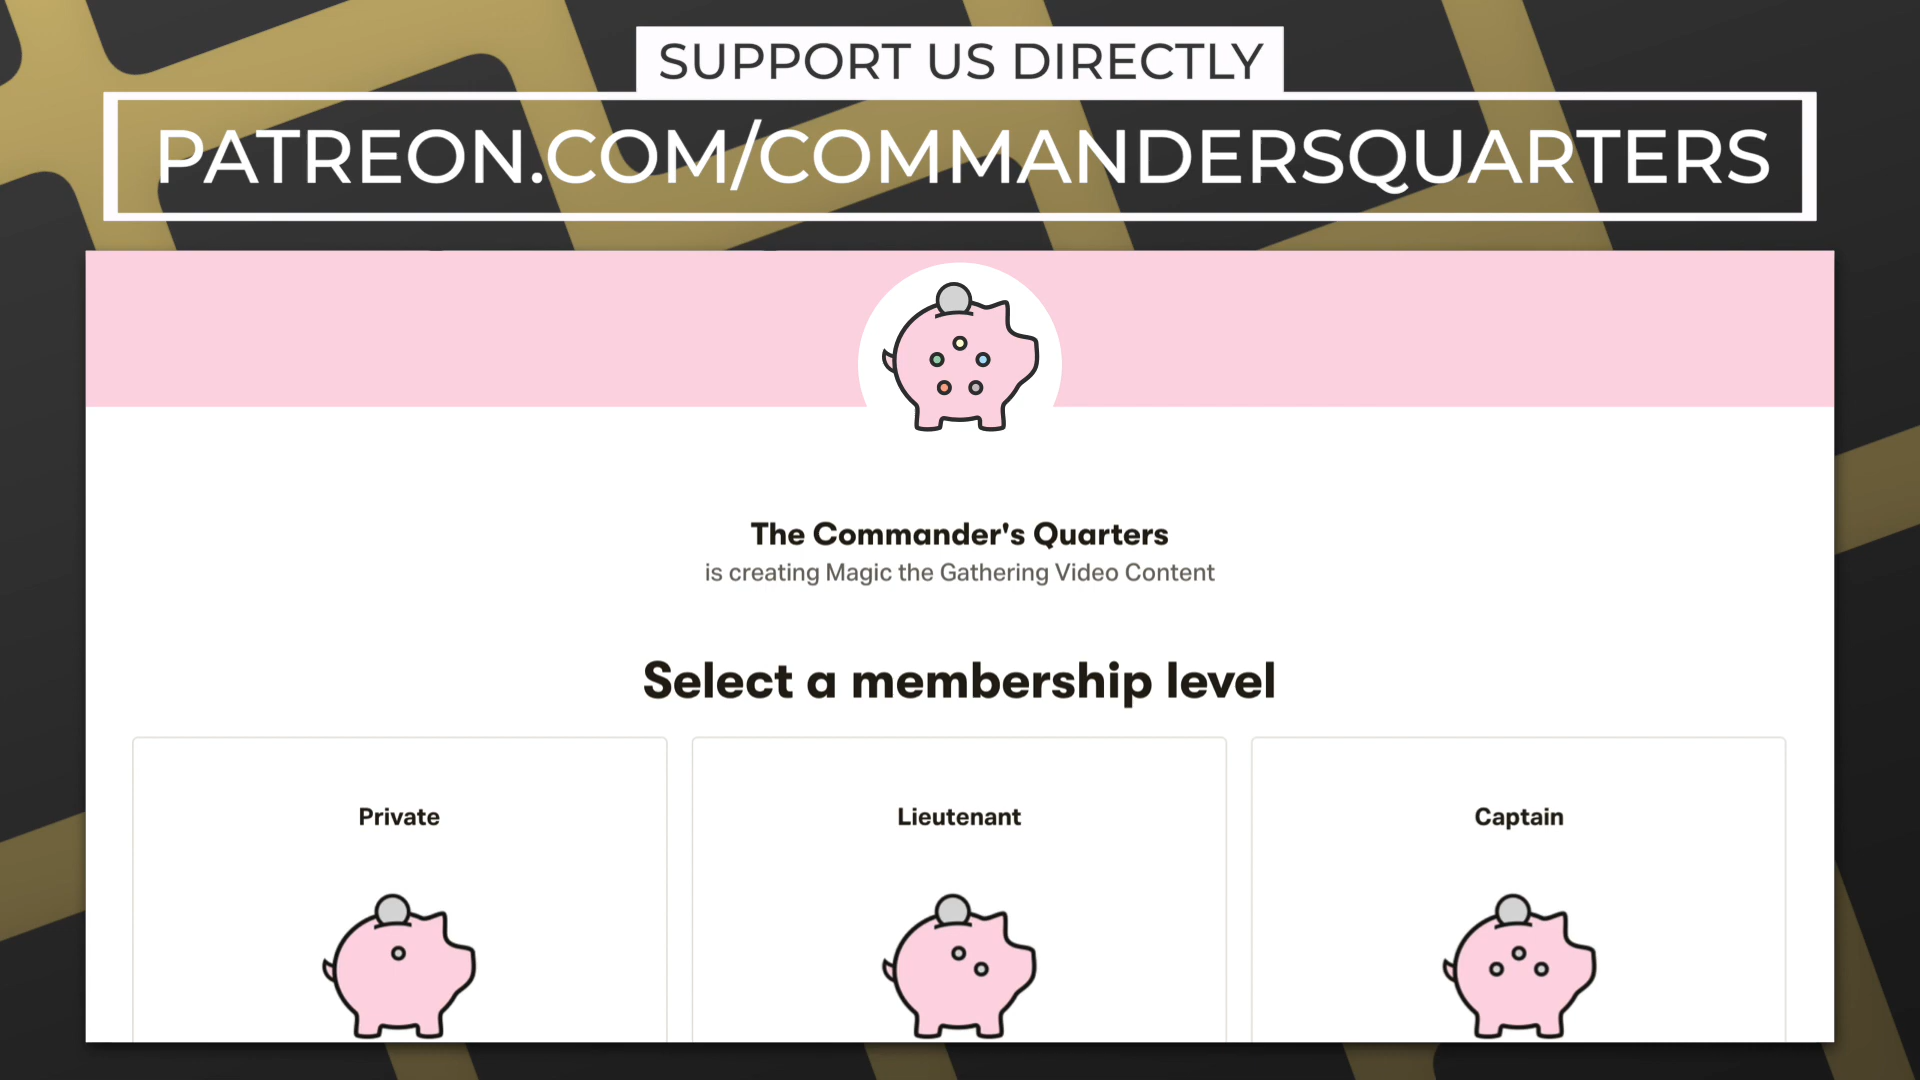 SUPPORT US DIRECTLY
PATREON.COM/COMMANDERSQUARTERS
The Commander's Quarters
is creating Magic the Gathering Video Content
Select a membership level
Private
Lieutenant
Captain